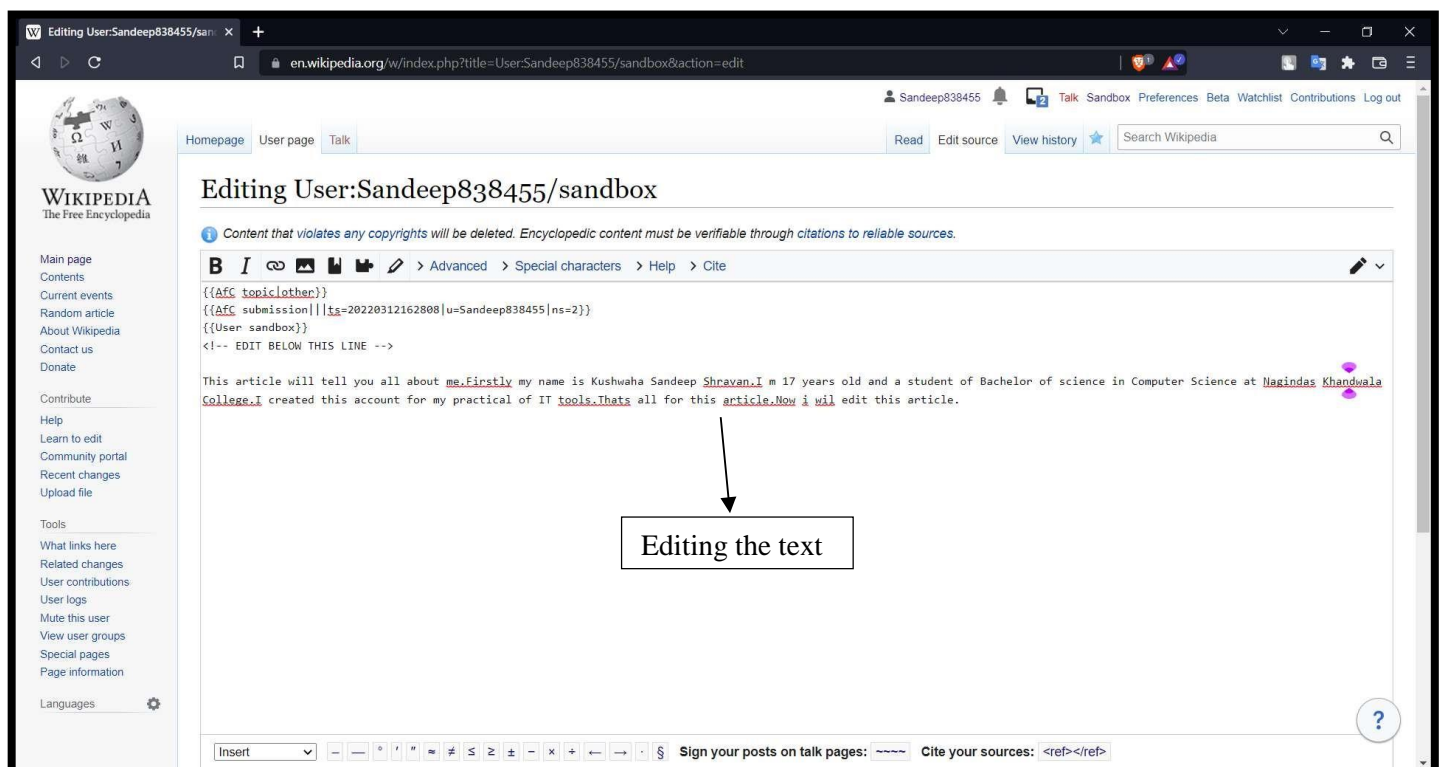 Editing User:Sandeep838455/san
en.wikipedia.org/w/index.php?title=User:Sandeep838455/sandbox&action=edit
Sandeep838455 2 Talk Sandbox Preferences Beta Watchlist Contributions Log out
Homepage User page Talk Read Edit source View history Search Wikipedia
WIKIPEDIA
The Free Encyclopedia
Editing User:Sandeep838455/sandbox
Content that violates any copyrights will be deleted. Encyclopedic content must be verifiable through citations to reliable sources.
B I > Advanced > Special characters > Help > Cite
{{AfC topic|other}}
{{AfC submission|||ts=20220312162808|u=Sandeep838455|ns=2}}
{{User sandbox}}
<!-- EDIT BELOW THIS LINE -->
This article will tell you all about me.Firstly my name is Kushwaha Sandeep Shravan.I m 17 years old and a student of Bachelor of science in Computer Science at Nagindas Khandwala
College.I created this account for my practical of IT tools.Thats all for this article.Now i wil edit this article.
Editing the text
Main page
Contents
Current events
Random article
About Wikipedia
Contact us
Donate
Contribute
Help
Learn to edit
Community portal
Recent changes
Upload file
Tools
What links here
Related changes
User contributions
User logs
Mute this user
View user groups
Special pages
Page information
Languages
?
Insert – — ° ′ ″ ≈ ≠ ≤ ≥ ± − × ÷ ← → · § Sign your posts on talk pages: ~~~~ Cite your sources: <ref></ref>